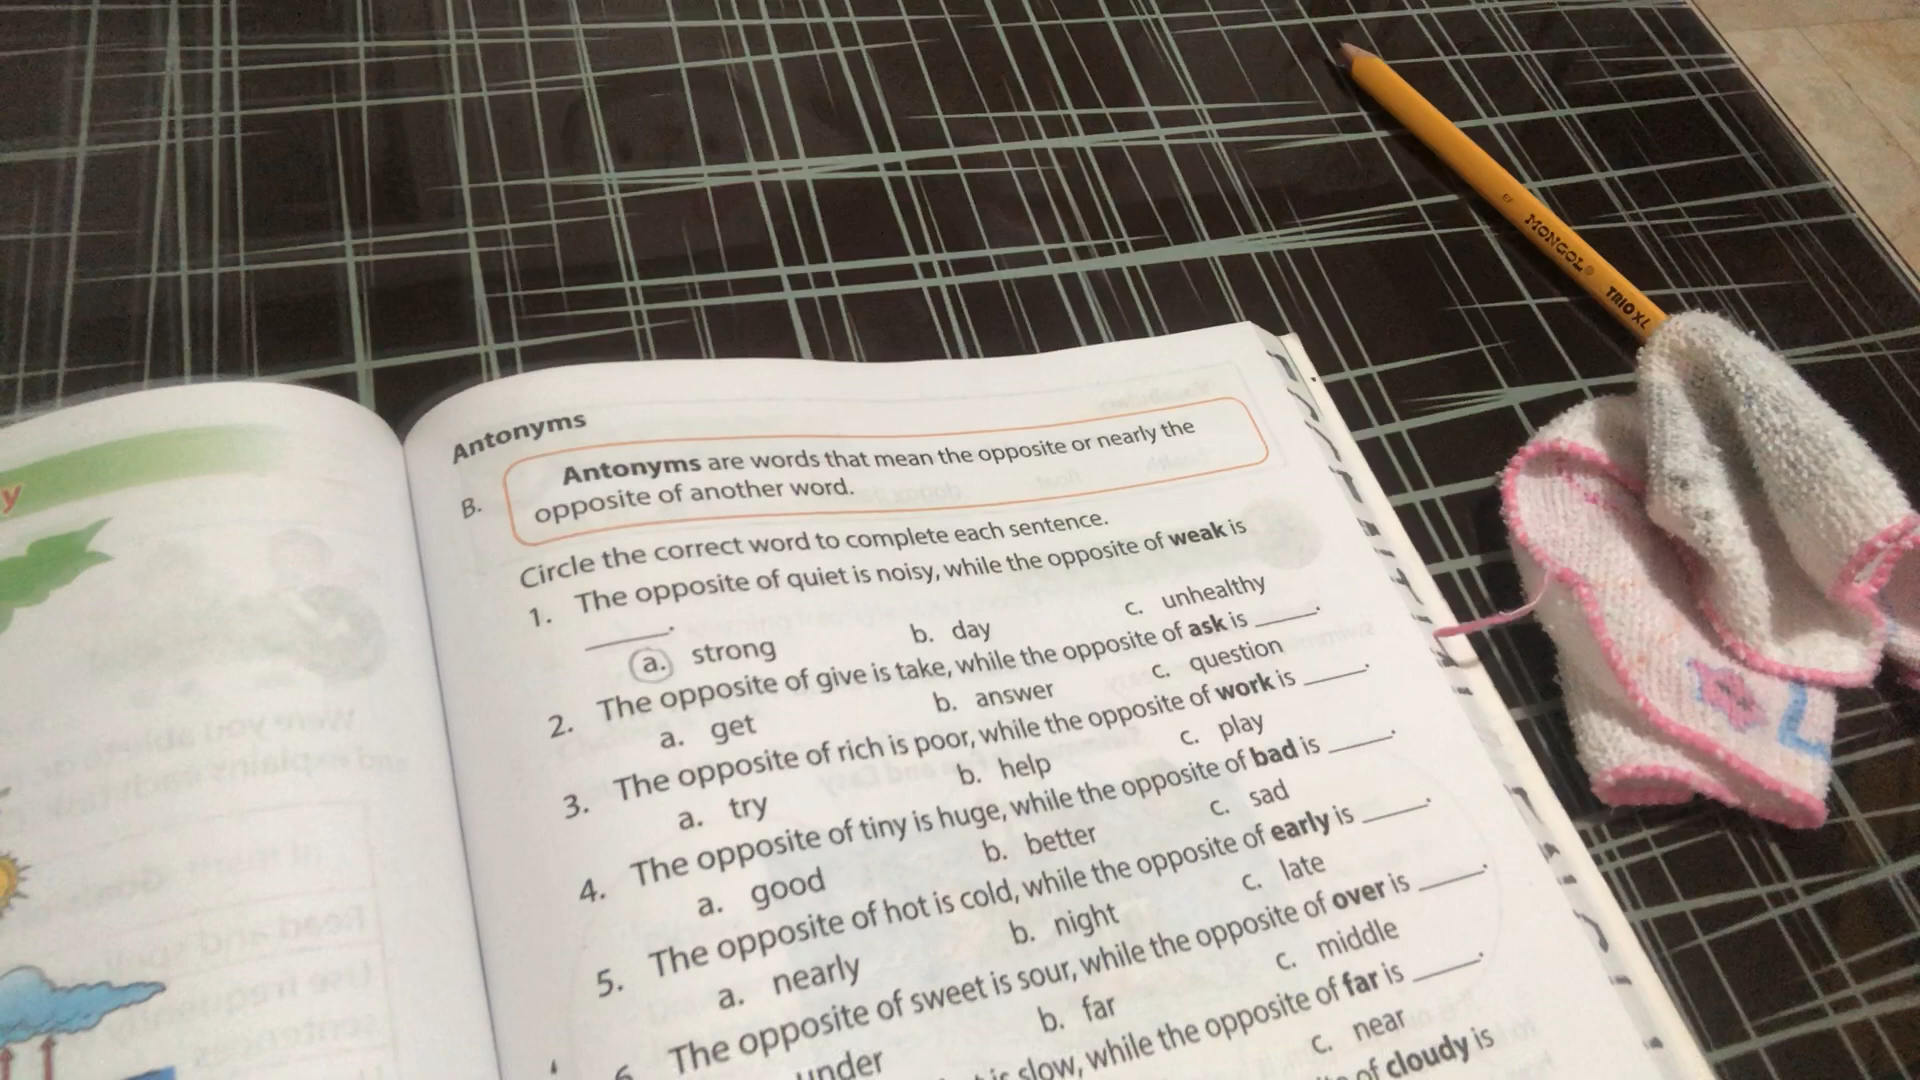 MONGOL
TRIO XL
y
Antonyms
Antonyms are words that mean the opposite or nearly the
opposite of another word.
B.
Circle the correct word to complete each sentence.
1. The opposite of quiet is noisy, while the opposite of weak is
______.
a. strong b. day c. unhealthy
2. The opposite of give is take, while the opposite of ask is ______.
a. get b. answer c. question
3. The opposite of rich is poor, while the opposite of work is ______.
a. try b. help c. play
4. The opposite of tiny is huge, while the opposite of bad is ______.
a. good b. better c. sad
5. The opposite of hot is cold, while the opposite of early is ______.
a. nearly b. night c. late
6 The opposite of sweet is sour, while the opposite of over is ______.
under b. far c. middle
is slow, while the opposite of far is ______.
c. near
of cloudy is